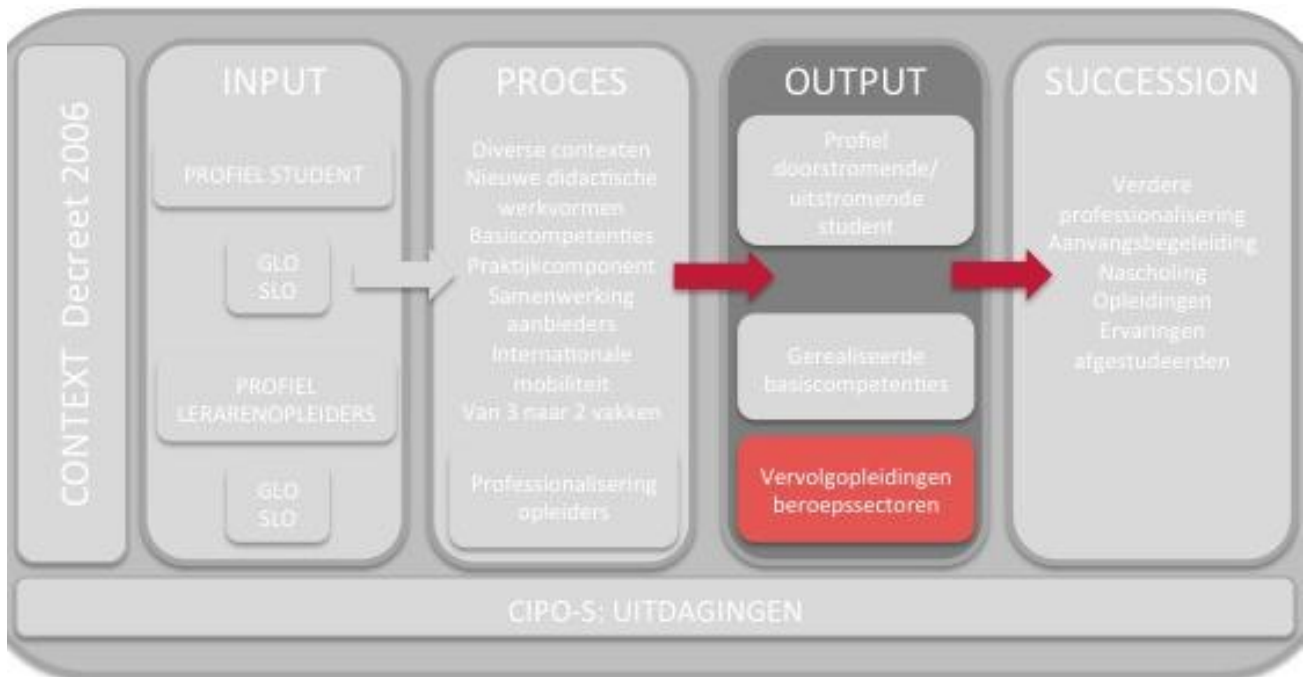 CONTEXT Decreet 2006
INPUT
PROFIEL STUDENT
GLO
SLO
PROFIEL
LERARENOPLEIDERS
GLO
SLO
PROCES
Diverse contexten
Nieuwe didactische
werkvormen
Basiscompetenties
Praktijkcomponent
Samenwerking
aanbieders
Internationale
mobiliteit
Van 3 naar 2 vakken
Professionalisering
opleiders
OUTPUT
Profiel
doorstromende/
uitstromende
student
Gerealiseerde
basiscompetenties
Vervolgopleidingen
beroepssectoren
SUCCESSION
Verdere
professionalisering
Aanvangsbegeleiding
Nascholing
Opleidingen
Ervaringen
afgestudeerden
CIPO-S: UITDAGINGEN